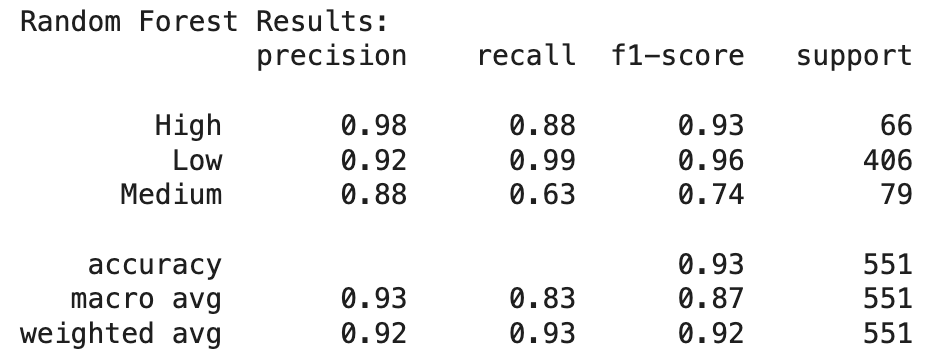 Random Forest Results:
precision recall f1-score support
High 0.98 0.88 0.93 66
Low 0.92 0.99 0.96 406
Medium 0.88 0.63 0.74 79
accuracy 0.93 551
macro avg 0.93 0.83 0.87 551
weighted avg 0.92 0.93 0.92 551